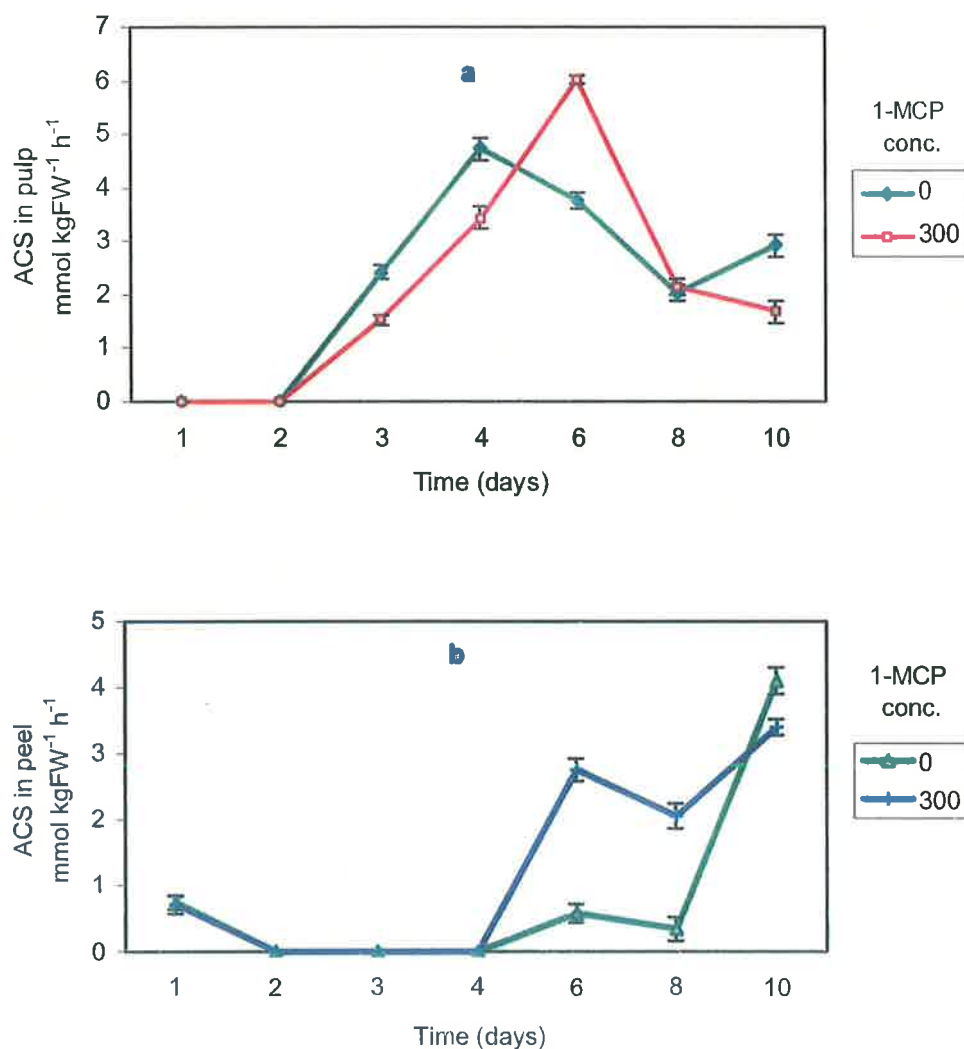 7
6
5
4
3
2
1
0
ACS in pulp
mmol kgFW⁻¹ h⁻¹
a
1 2 3 4 6 8 10
Time (days)
1-MCP
conc.
0
300
5
4
3
2
1
0
ACS in peel
mmol kgFW⁻¹ h⁻¹
b
1 2 3 4 6 8 10
Time (days)
1-MCP
conc.
0
300